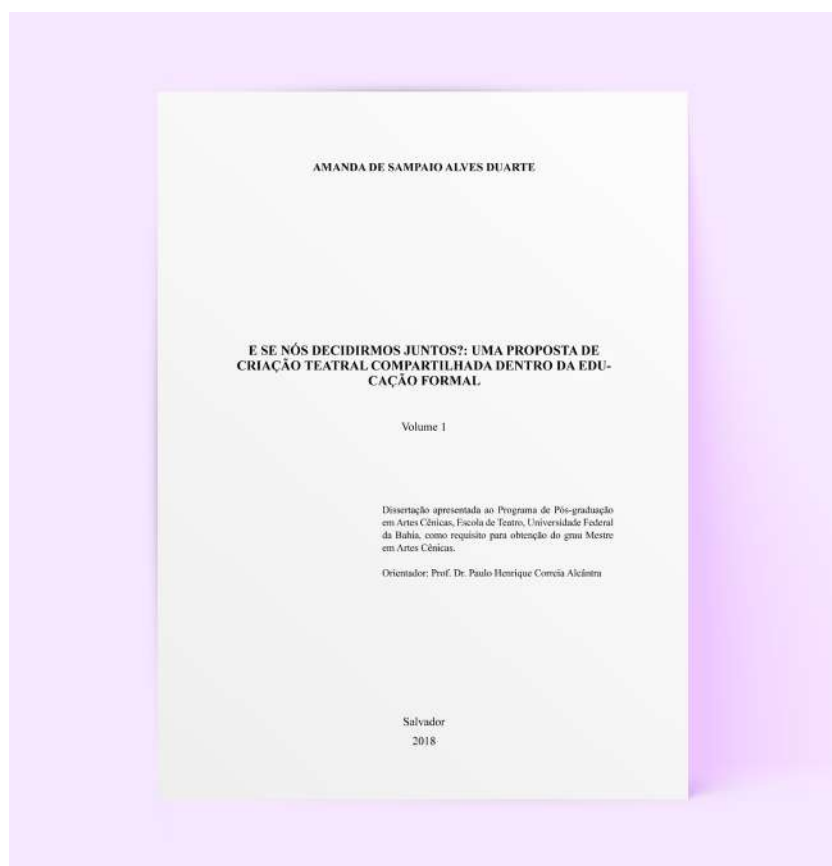 AMANDA DE SAMPAIO ALVES DUARTE
E SE NÓS DECIDIRMOS JUNTOS?: UMA PROPOSTA DE
CRIAÇÃO TEATRAL COMPARTILHADA DENTRO DA EDU-
CAÇÃO FORMAL
Volume 1
Dissertação apresentada ao Programa de Pós-graduação
em Artes Cênicas, Escola de Teatro, Universidade Federal
da Bahia, como requisito para obtenção do grau Mestre
em Artes Cênicas.
Orientador: Prof. Dr. Paulo Henrique Correia Alcântra
Salvador
2018